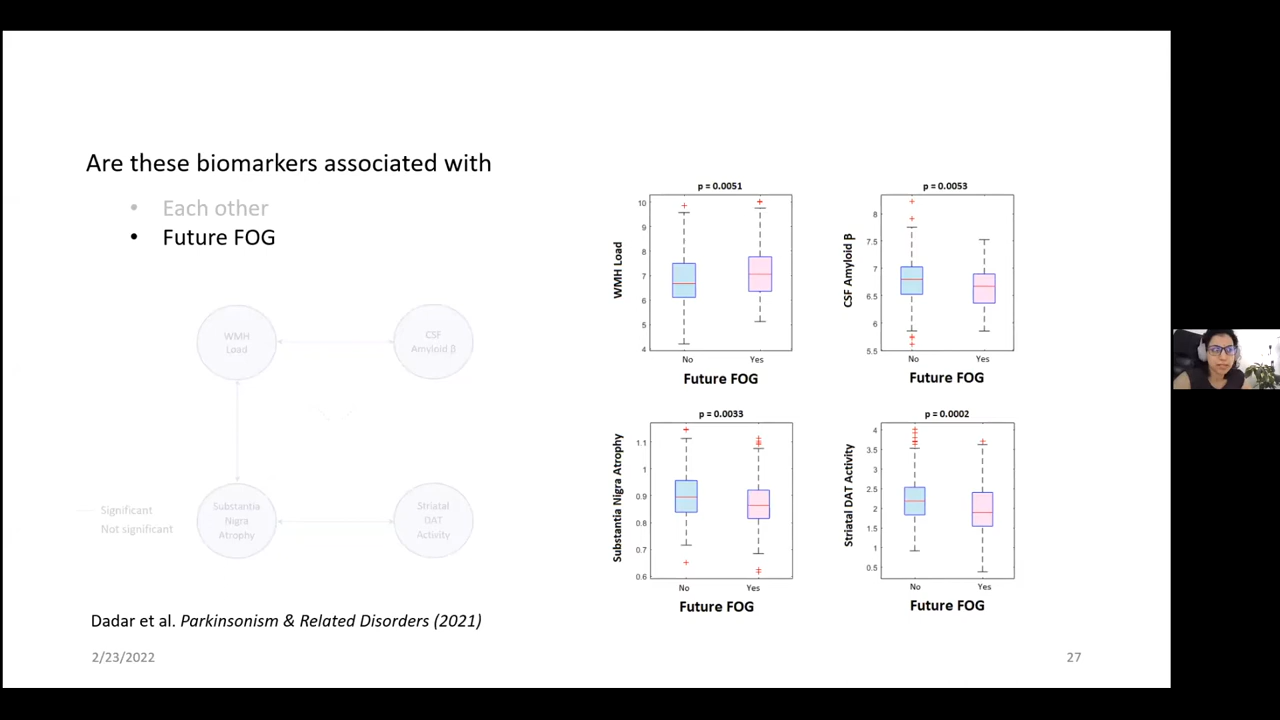 Are these biomarkers associated with
• Each other
• Future FOG
WMH
Load
CSF
Amyloid β
Substantia
Nigra
Atrophy
Striatal
DAT
Activity
Significant
Not significant
Dadar et al. Parkinsonism & Related Disorders (2021)
2/23/2022
p = 0.0051
10
9
8
7
6
5
4
WMH Load
No Yes
Future FOG
p = 0.0053
8
7.5
7
6.5
6
5.5
CSF Amyloid β
No Yes
Future FOG
p = 0.0033
1.1
1
0.9
0.8
0.7
0.6
Substantia Nigra Atrophy
No Yes
Future FOG
p = 0.0002
4
3.5
3
2.5
2
1.5
1
0.5
Striatal DAT Activity
No Yes
Future FOG
27